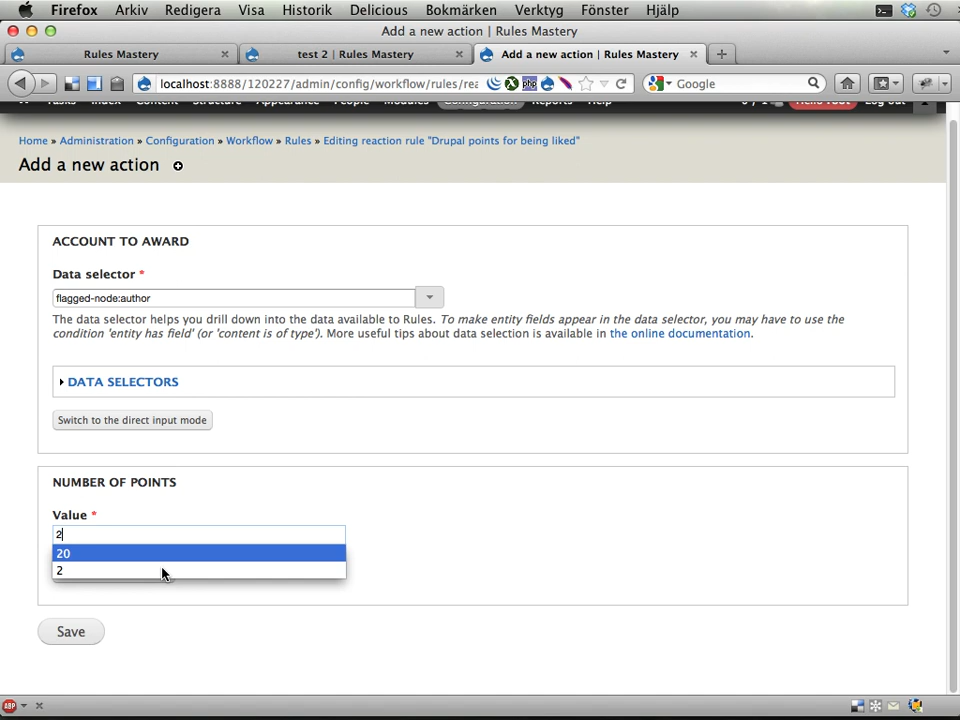 Firefox Arkiv Redigera Visa Historik Delicious Bokmärken Verktyg Fönster Hjälp
Add a new action | Rules Mastery
Rules Mastery × test 2 | Rules Mastery × Add a new action | Rules Mastery ×
localhost:8888/120227/admin/config/workflow/rules/rea php Google
Tasks Index Content Structure Appearance People Modules Configuration Reports Help Hello root Log out
Home » Administration » Configuration » Workflow » Rules » Editing reaction rule "Drupal points for being liked"
Add a new action
ACCOUNT TO AWARD
Data selector *
flagged-node:author
The data selector helps you drill down into the data available to Rules. To make entity fields appear in the data selector, you may have to use the
condition 'entity has field' (or 'content is of type'). More useful tips about data selection is available in the online documentation.
DATA SELECTORS
Switch to the direct input mode
NUMBER OF POINTS
Value *
2
20
2
Save
ABP